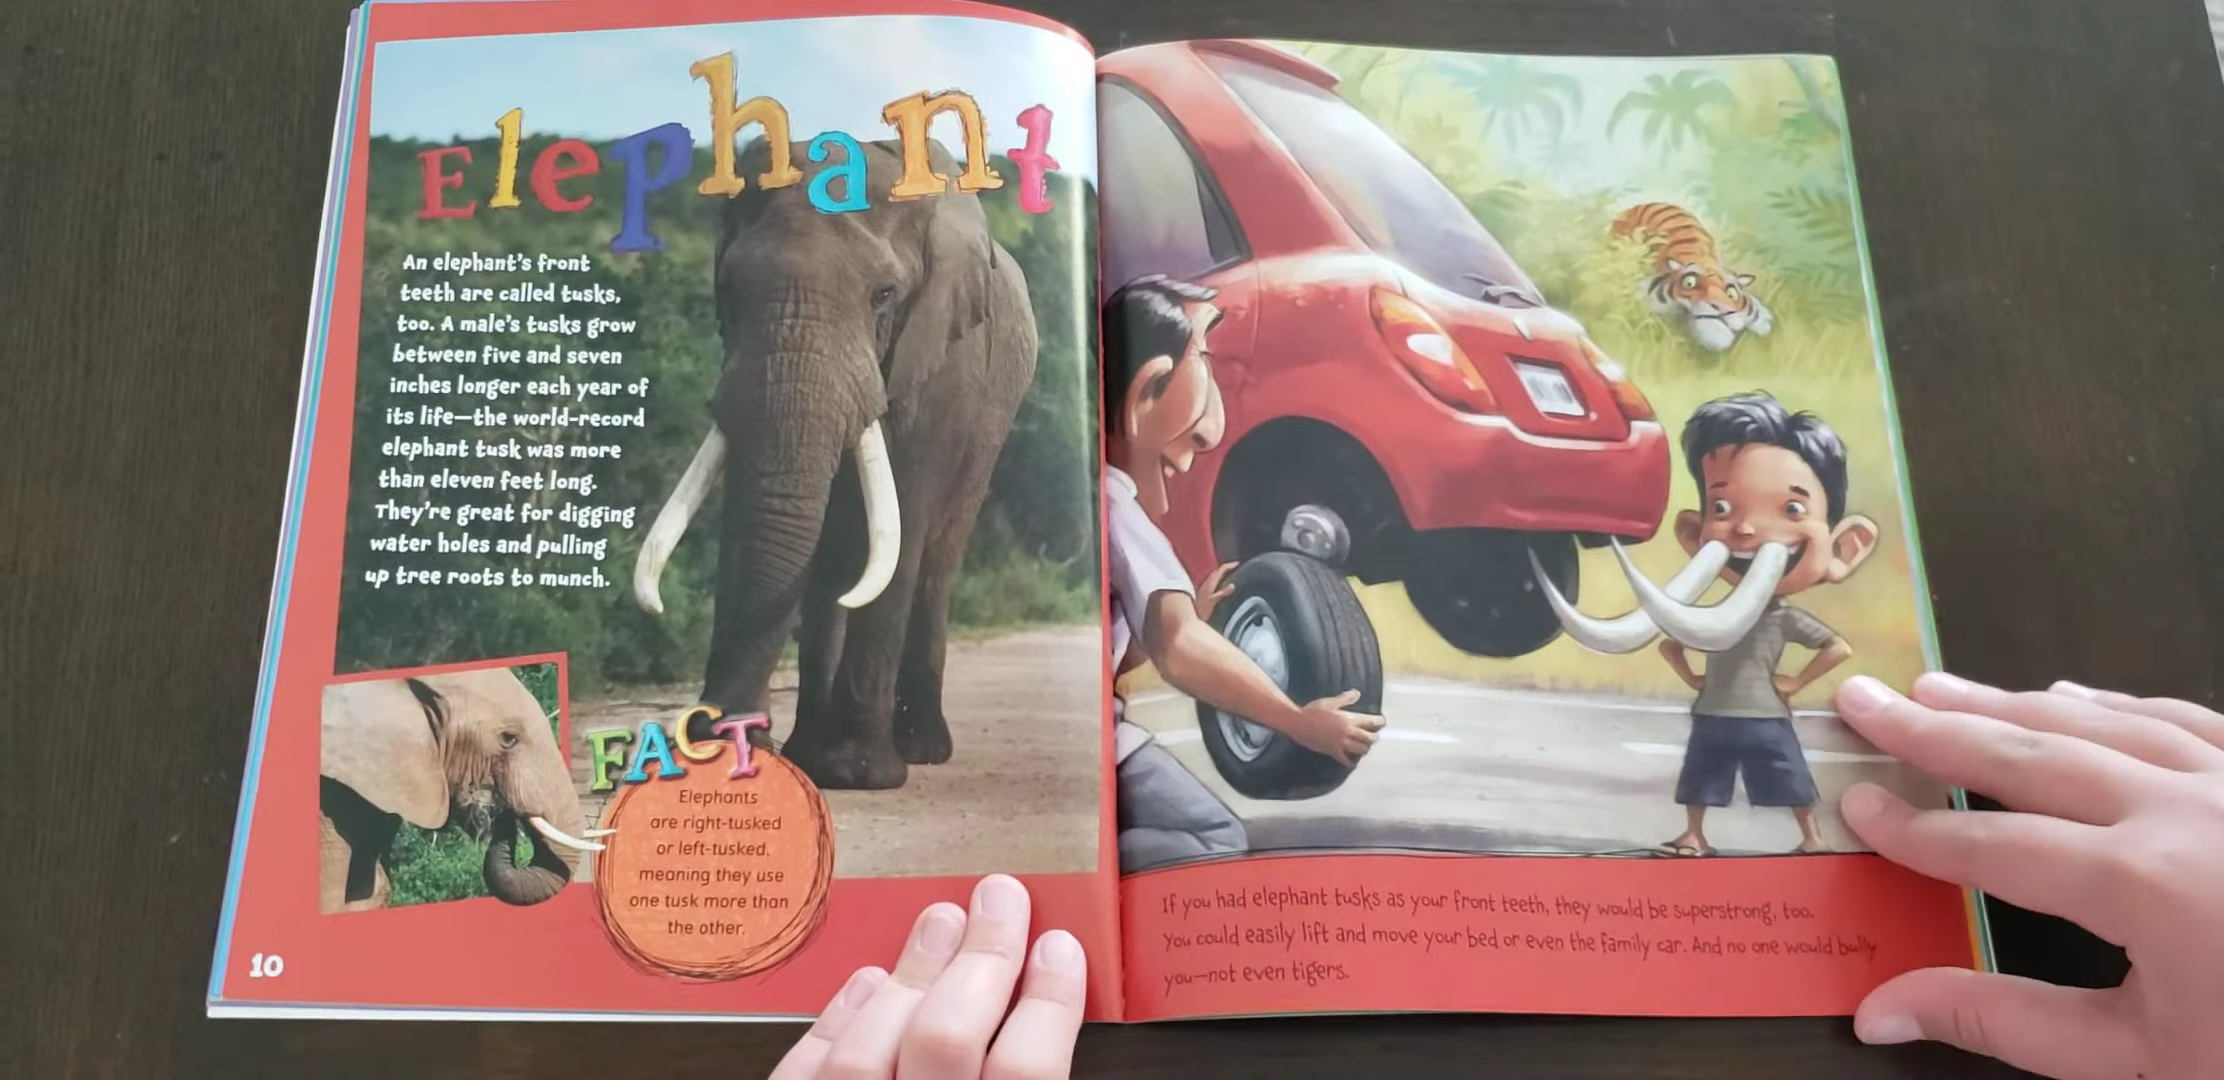 Elephant
An elephant's front
teeth are called tusks,
too. A male's tusks grow
between five and seven
inches longer each year of
its life—the world-record
elephant tusk was more
than eleven feet long.
They're great for digging
water holes and pulling
up tree roots to munch.
FACT
Elephants
are right-tusked
or left-tusked,
meaning they use
one tusk more than
the other.
10
If you had elephant tusks as your front teeth, they would be superstrong, too.
You could easily lift and move your bed or even the family car. And no one would bully
you—not even tigers.